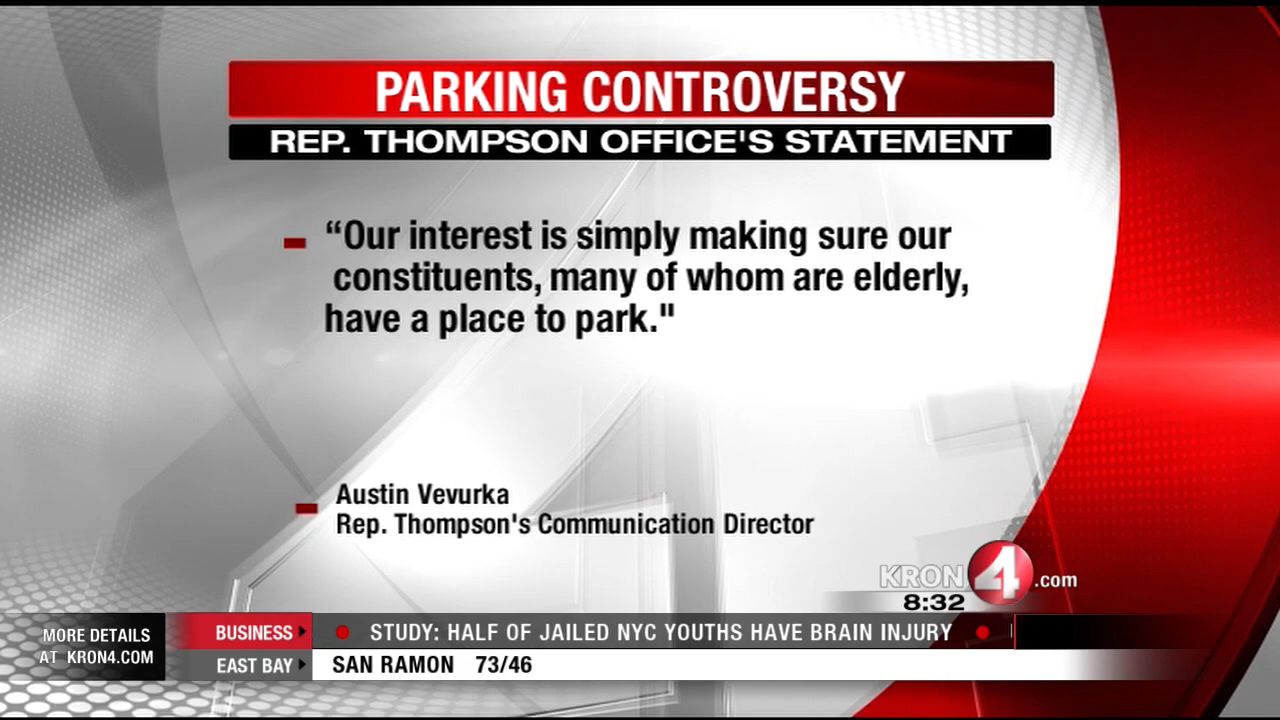 PARKING CONTROVERSY
REP. THOMPSON OFFICE'S STATEMENT
“Our interest is simply making sure our
constituents, many of whom are elderly,
have a place to park."
Austin Vevurka
Rep. Thompson's Communication Director
KRON 4 .com
8:32
MORE DETAILS
AT KRON4.COM
BUSINESS
STUDY: HALF OF JAILED NYC YOUTHS HAVE BRAIN INJURY
EAST BAY
SAN RAMON 73/46